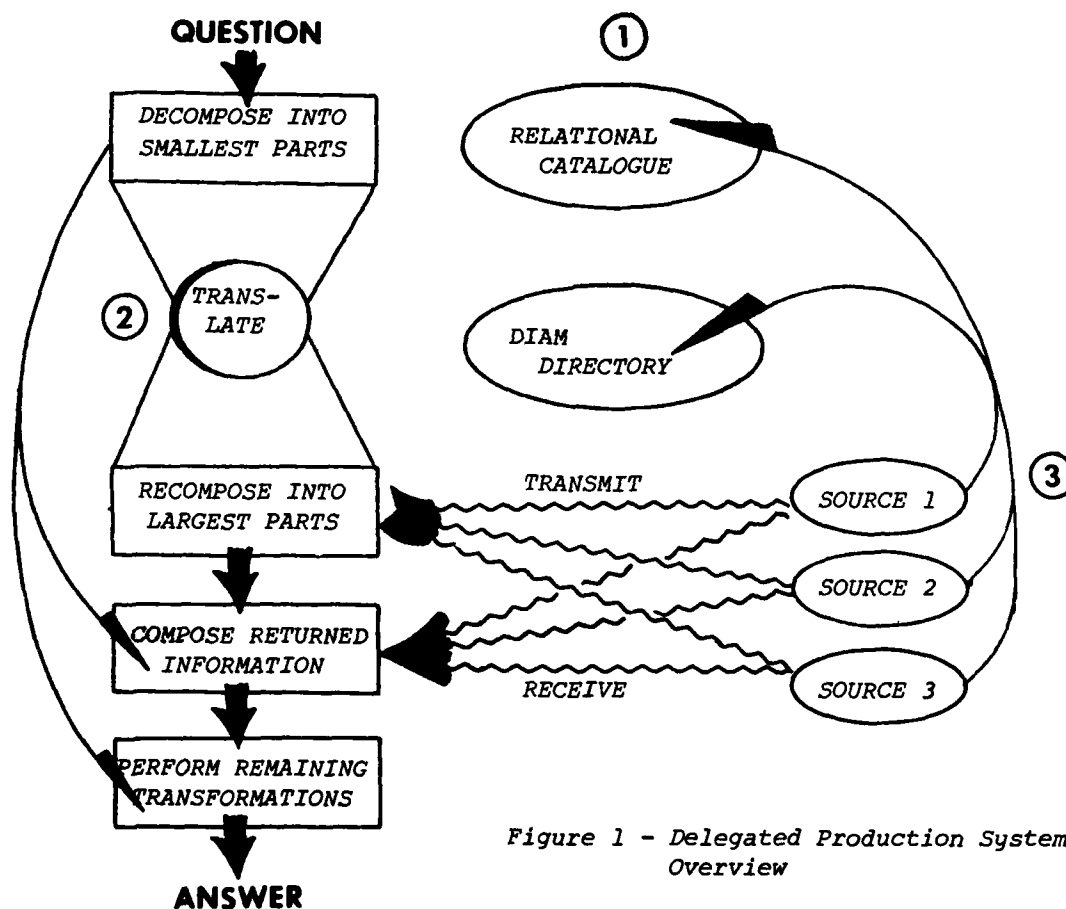 QUESTION
1
DECOMPOSE INTO
SMALLEST PARTS
RELATIONAL
CATALOGUE
TRANS-
LATE
2
DIAM
DIRECTORY
RECOMPOSE INTO
LARGEST PARTS
TRANSMIT
SOURCE 1
3
SOURCE 2
COMPOSE RETURNED
INFORMATION
RECEIVE
SOURCE 3
PERFORM REMAINING
TRANSFORMATIONS
Figure 1 - Delegated Production System
Overview
ANSWER